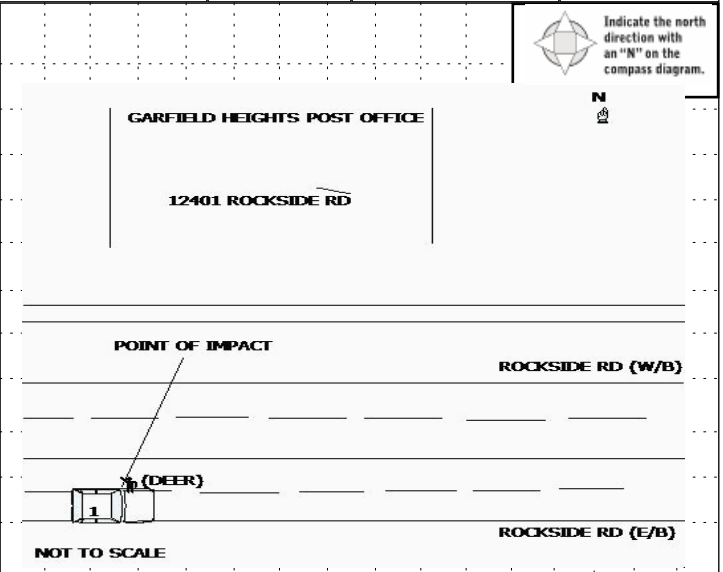 Indicate the north
direction with
an "N" on the
compass diagram.
N
GARFIELD HEIGHTS POST OFFICE
12401 ROCKSIDE RD
POINT OF IMPACT
ROCKSIDE RD (W/B)
(DEER)
1
ROCKSIDE RD (E/B)
NOT TO SCALE